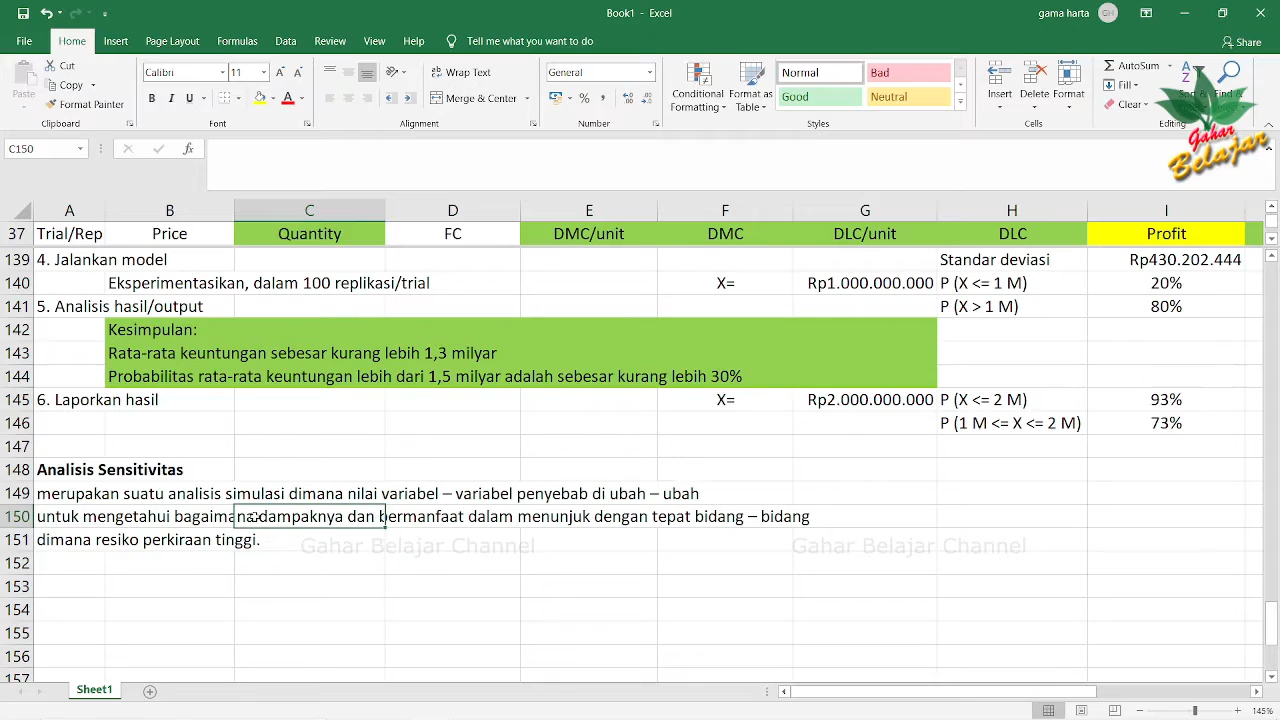 Book1 - Excel
gama harta GH
File Home Insert Page Layout Formulas Data Review View Help Tell me what you want to do Share
Paste Cut Copy Format Painter Clipboard
Calibri 11 B I U A Font
Wrap Text Merge & Center Alignment
General % Number
Conditional Formatting Format as Table Normal Bad Good Neutral Styles
Insert Delete Format Cells
AutoSum Fill Clear Find & Editing
Gahar Belajar
C150 fx
A B C D E F G H I
37 Trial/Rep Price Quantity FC DMC/unit DMC DLC/unit DLC Profit
139 4. Jalankan model Standar deviasi Rp430.202.444
140 Eksperimentasikan, dalam 100 replikasi/trial X= Rp1.000.000.000 P (X <= 1 M) 20%
141 5. Analisis hasil/output P (X > 1 M) 80%
142 Kesimpulan:
143 Rata-rata keuntungan sebesar kurang lebih 1,3 milyar
144 Probabilitas rata-rata keuntungan lebih dari 1,5 milyar adalah sebesar kurang lebih 30%
145 6. Laporkan hasil X= Rp2.000.000.000 P (X <= 2 M) 93%
146 P (1 M <= X <= 2 M) 73%
147
148 Analisis Sensitivitas
149 merupakan suatu analisis simulasi dimana nilai variabel – variabel penyebab di ubah – ubah
150 untuk mengetahui bagaimana dampaknya dan bermanfaat dalam menunjuk dengan tepat bidang – bidang
151 dimana resiko perkiraan tinggi.
Gahar Belajar Channel Gahar Belajar Channel
152
153
154
155
156
157
Sheet1
145%